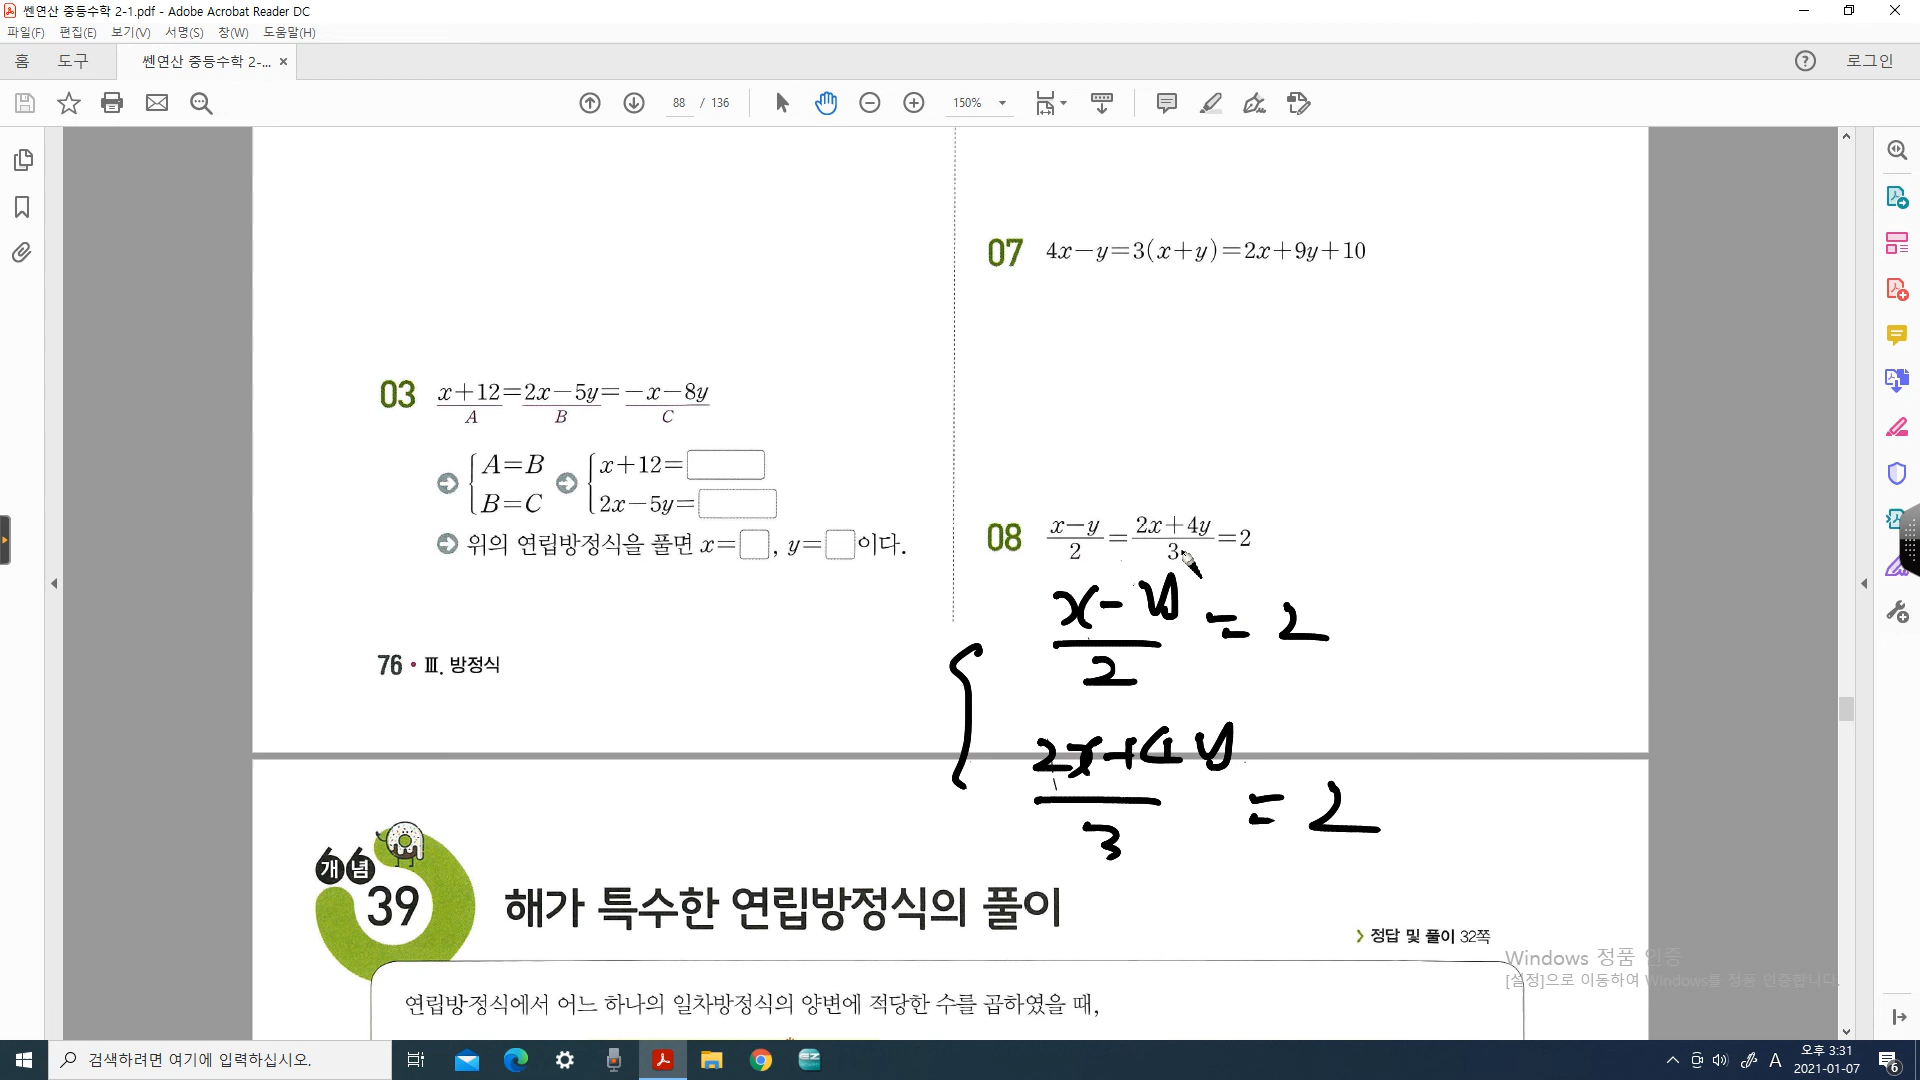 쎈연산 중등수학 2-1.pdf - Adobe Acrobat Reader DC
파일(F) 편집(E) 보기(V) 서명(S) 창(W) 도움말(H)
홈 도구 쎈연산 중등수학 2-... × 로그인
88 / 136 150%
07 4x−y=3(x+y)=2x+9y+10
03 x+12=2x−5y=−x−8y
A B C
A=B x+12=
B=C 2x−5y=
위의 연립방정식을 풀면 x= , y= 이다.
76 • Ⅲ. 방정식
08 (x−y)/2=(2x+4y)/3=2
(x−y)/2 = 2
(2x+4y)/3 = 2
개념 39 해가 특수한 연립방정식의 풀이
정답 및 풀이 32쪽
연립방정식에서 어느 하나의 일차방정식의 양변에 적당한 수를 곱하였을 때,
Windows 정품 인증
[설정]으로 이동하여 Windows를 정품 인증합니다.
검색하려면 여기에 입력하십시오.
A 오후 3:31
2021-01-07
6